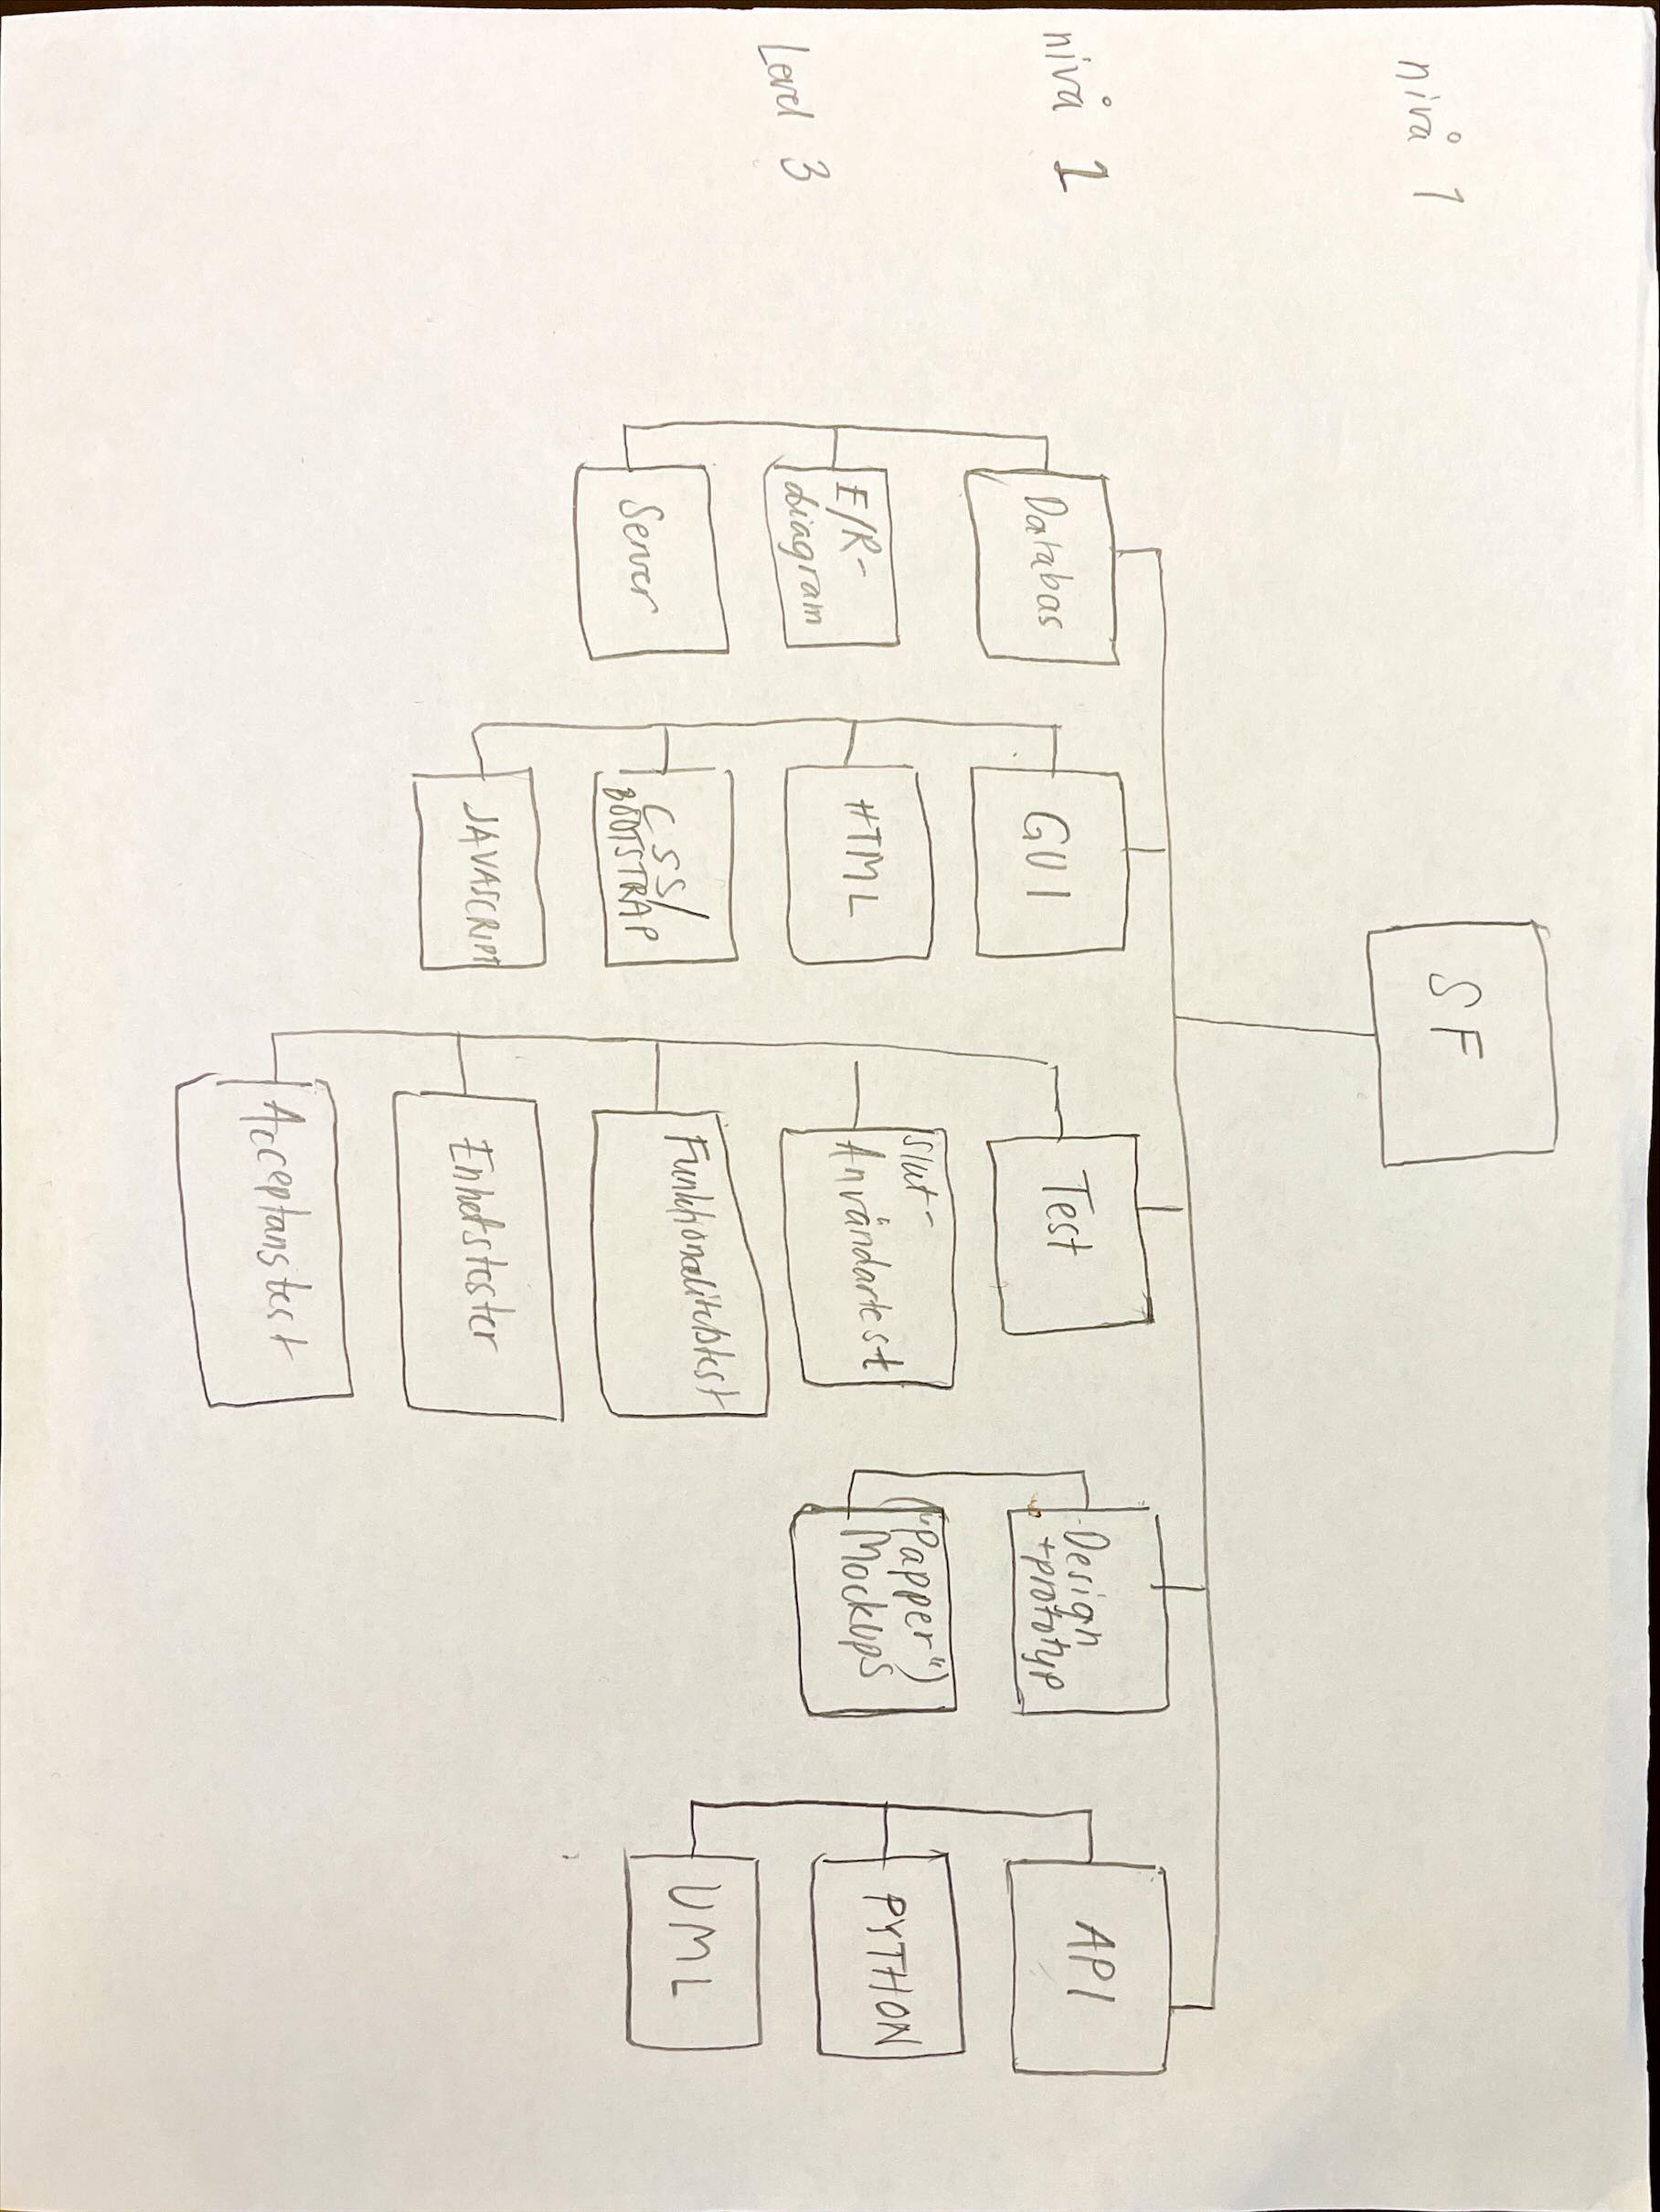 nivå 1
SF
nivå 2
Databas
GUI
Test
Design
+prototyp
API
Level 3
E/R-
diagram
HTML
Slut-
Användartest
("Papper")
Mockups
PYTHON
Server
CSS/
BOOTSTRAP
Funktionalitetstest
UML
JAVASCRIPT
Enhetstester
Acceptanstest